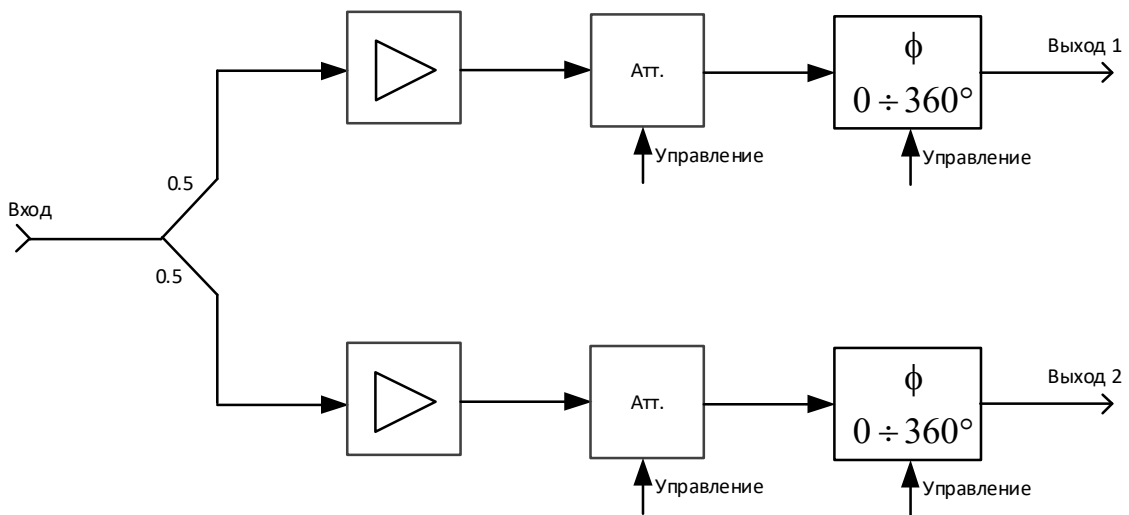 Выход 1
ϕ
Атт.
0 ÷ 360°
Управление
Управление
0.5
Вход
0.5
Выход 2
ϕ
Атт.
0 ÷ 360°
Управление
Управление